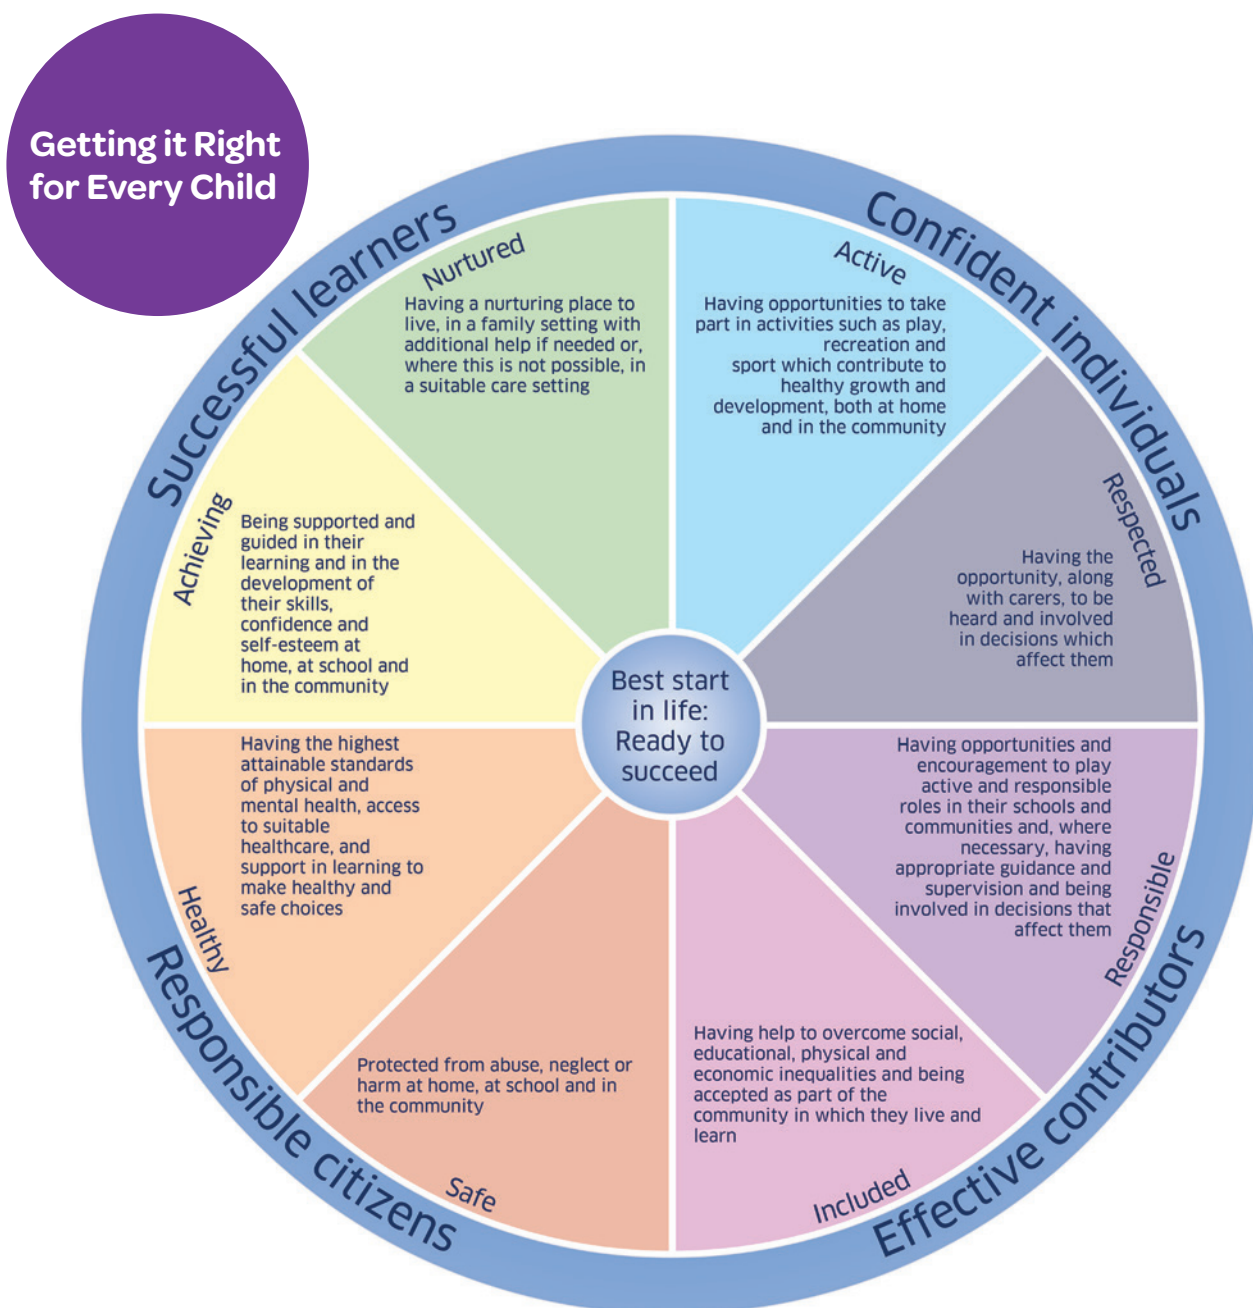 Getting it Right
for Every Child
Successful learners
Confident individuals
Nurtured
Having a nurturing place to
live, in a family setting with
additional help if needed or,
where this is not possible, in
a suitable care setting
Active
Having opportunities to take
part in activities such as play,
recreation and
sport which contribute to
healthy growth and
development, both at home
and in the community
Achieving
Being supported and
guided in their
learning and in the
development of
their skills,
confidence and
self-esteem at
home, at school and
in the community
Respected
Having the
opportunity, along
with carers, to be
heard and involved
in decisions which
affect them
Best start
in life:
Ready to
succeed
Healthy
Having the highest
attainable standards
of physical and
mental health, access
to suitable
healthcare, and
support in learning to
make healthy and
safe choices
Responsible
Having opportunities and
encouragement to play
active and responsible
roles in their schools and
communities and, where
necessary, having
appropriate guidance and
supervision and being
involved in decisions that
affect them
Protected from abuse, neglect or
harm at home, at school and in
the community
Safe
Having help to overcome social,
educational, physical and
economic inequalities and being
accepted as part of the
community in which they live and
learn
Included
Responsible citizens
Effective contributors